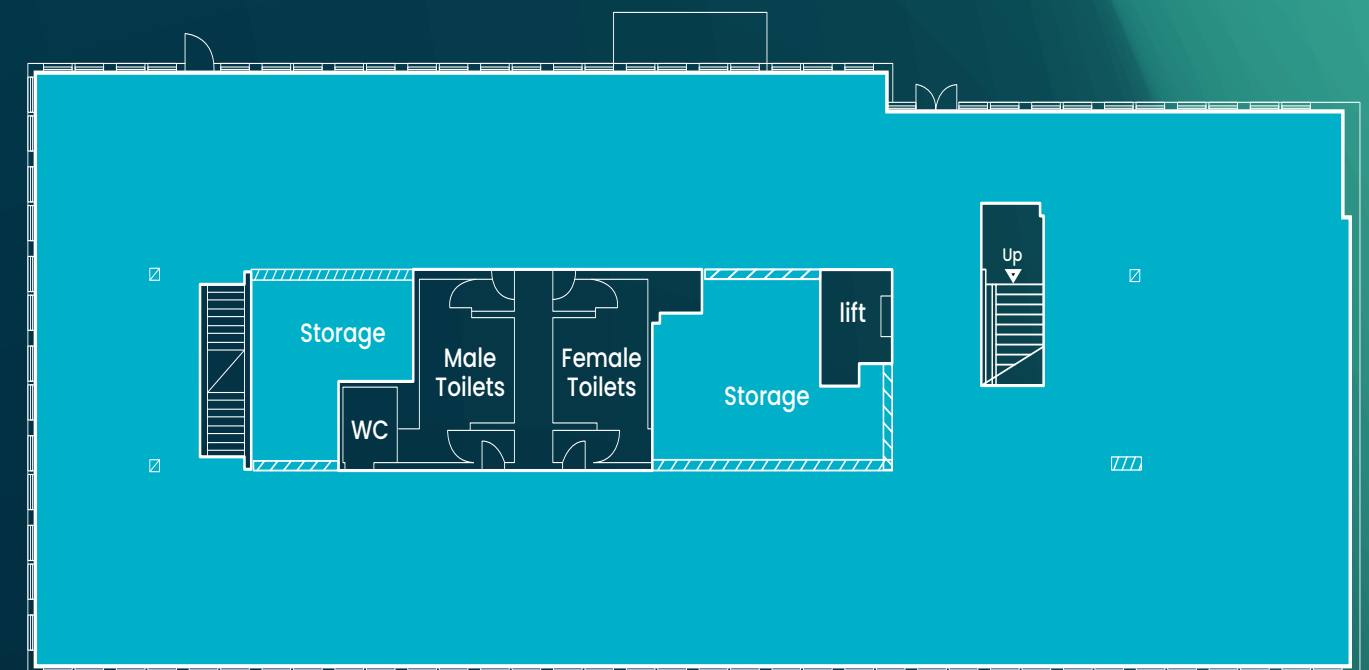 Up
lift
Storage
Male
Toilets
Female
Toilets
Storage
WC